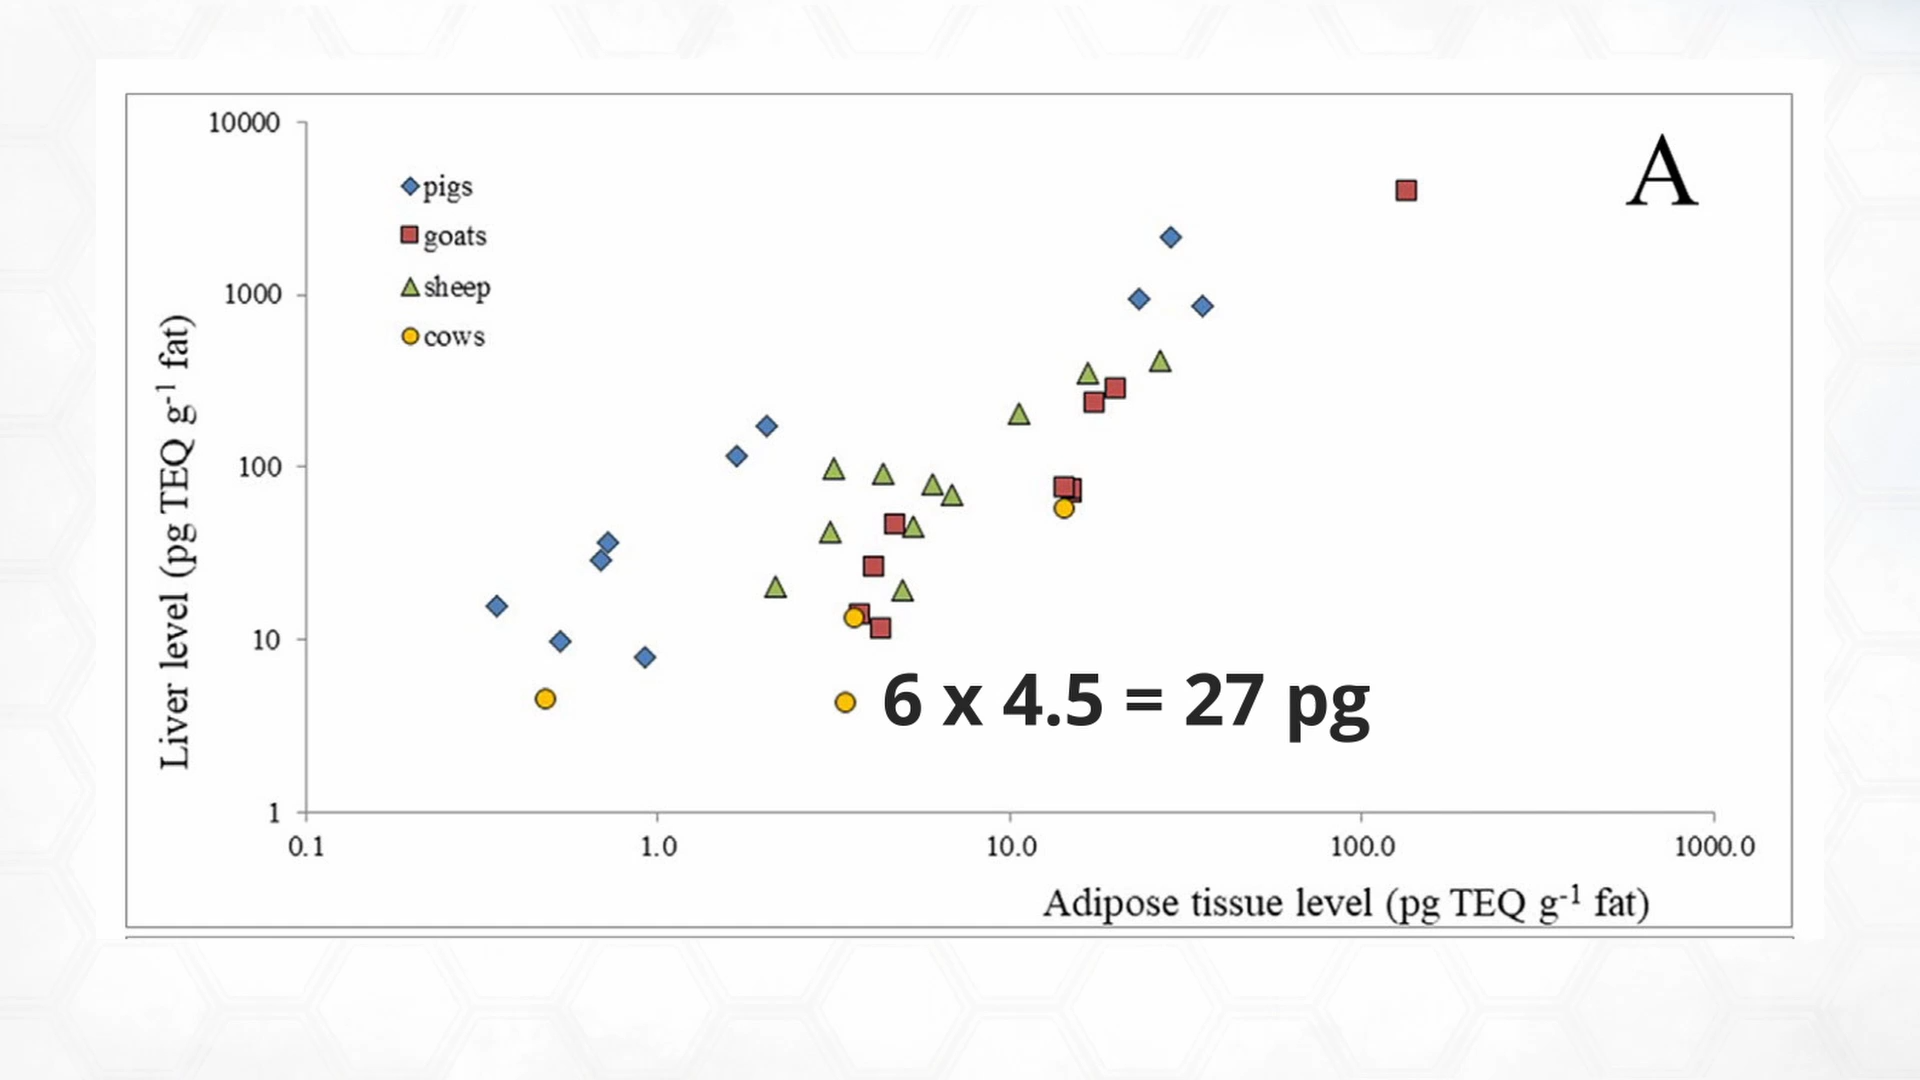 10000
A
pigs
goats
1000
sheep
cows
Liver level (pg TEQ g-1 fat)
100
10
6 x 4.5 = 27 pg
1
0.1 1.0 10.0 100.0 1000.0
Adipose tissue level (pg TEQ g-1 fat)